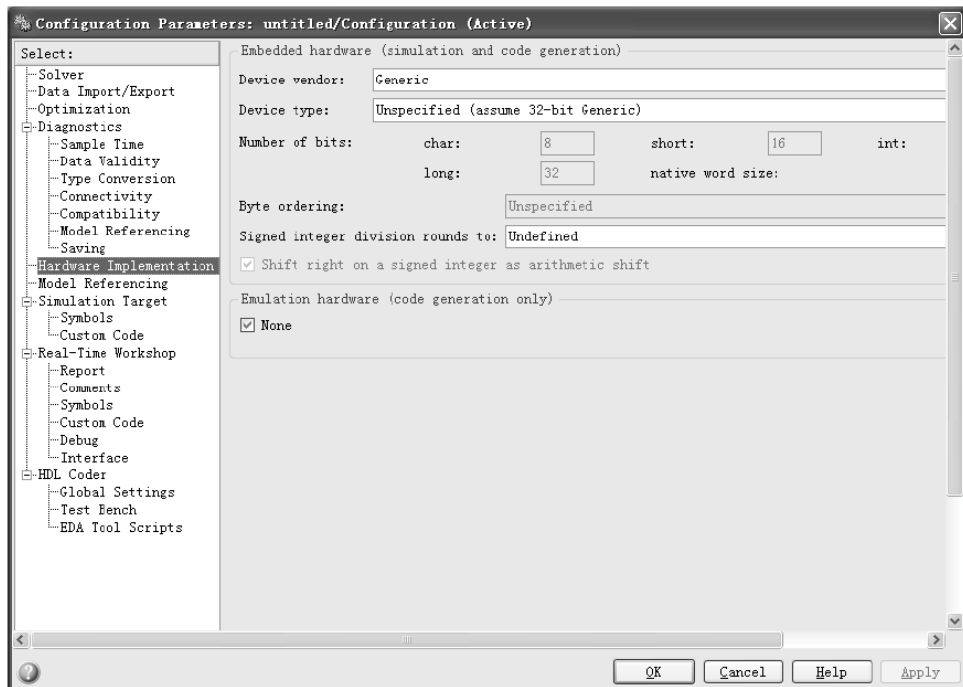 Configuration Parameters: untitled/Configuration (Active)
Select:
Solver
Data Import/Export
Optimization
Diagnostics
Sample Time
Data Validity
Type Conversion
Connectivity
Compatibility
Model Referencing
Saving
Hardware Implementation
Model Referencing
Simulation Target
Symbols
Custom Code
Real-Time Workshop
Report
Comments
Symbols
Custom Code
Debug
Interface
HDL Coder
Global Settings
Test Bench
EDA Tool Scripts
Embedded hardware (simulation and code generation)
Device vendor: Generic
Device type: Unspecified (assume 32-bit Generic)
Number of bits: char: 8 short: 16 int:
long: 32 native word size:
Byte ordering: Unspecified
Signed integer division rounds to: Undefined
Shift right on a signed integer as arithmetic shift
Emulation hardware (code generation only)
None
OK Cancel Help Apply